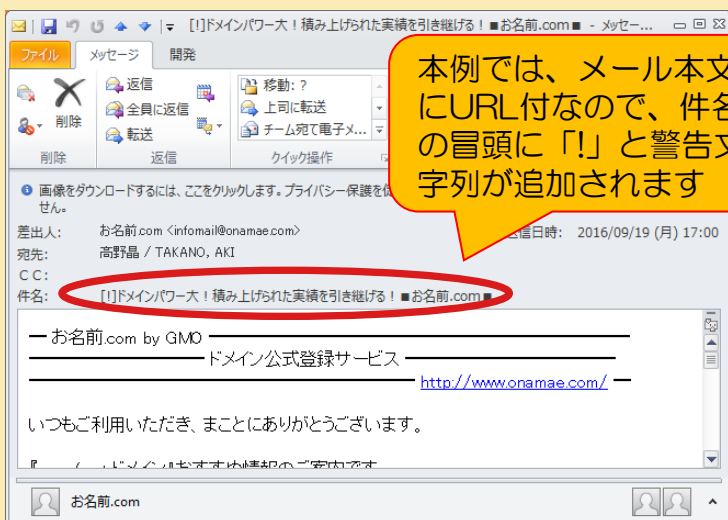 [!]ドメインパワー大！積み上げられた実績を引き継げる！■お名前.com■ - メッセー...
ファイル メッセージ 開発
削除
返信
全員に返信
転送
移動: ?
上司に転送
チーム宛て電子メ...
削除 返信 クイック操作
本例では、メール本文
にURL付なので、件名
の冒頭に「!」と警告文
字列が追加されます
画像をダウンロードするには、ここをクリックします。プライバシー保護を
せん。
差出人: お名前.com <infomail@onamae.com>
信日時: 2016/09/19 (月) 17:00
宛先: 高野晶 / TAKANO, AKI
CC:
件名: [!]ドメインパワー大！積み上げられた実績を引き継げる！■お名前.com■
お名前.com by GMO
ドメイン公式登録サービス
http://www.onamae.com/
いつもご利用いただき、まことにありがとうございます。
お名前.com